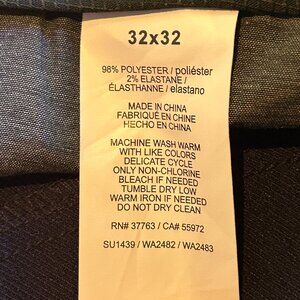 32x32
98% POLYESTER / poliéster
2% ELASTANE /
ÉLASTHANNE / elastano
MADE IN CHINA
FABRIQUÉ EN CHINE
HECHO EN CHINA
MACHINE WASH WARM
WITH LIKE COLORS
DELICATE CYCLE
ONLY NON-CHLORINE
BLEACH IF NEEDED
TUMBLE DRY LOW
WARM IRON IF NEEDED
DO NOT DRY CLEAN
RN# 37763 / CA# 55972
SU1439 / WA2482 / WA2483